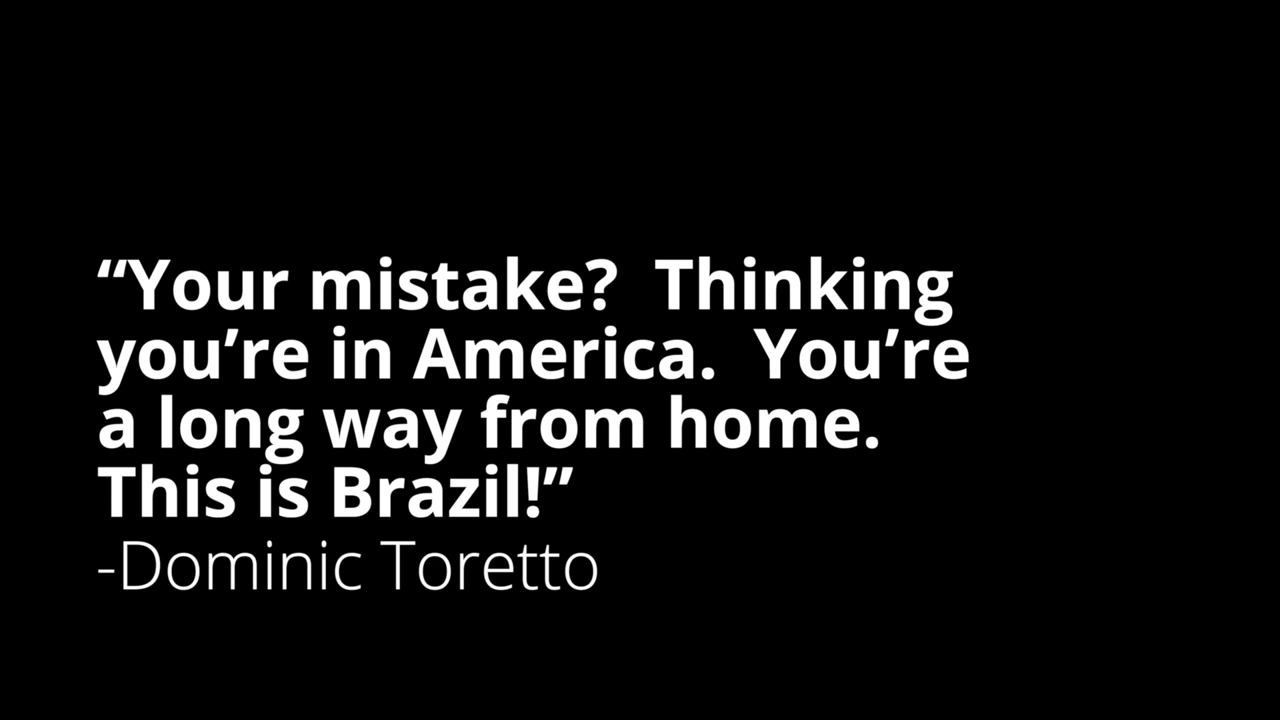 “Your mistake?  Thinking
you’re in America.  You’re
a long way from home.
This is Brazil!”
-Dominic Toretto